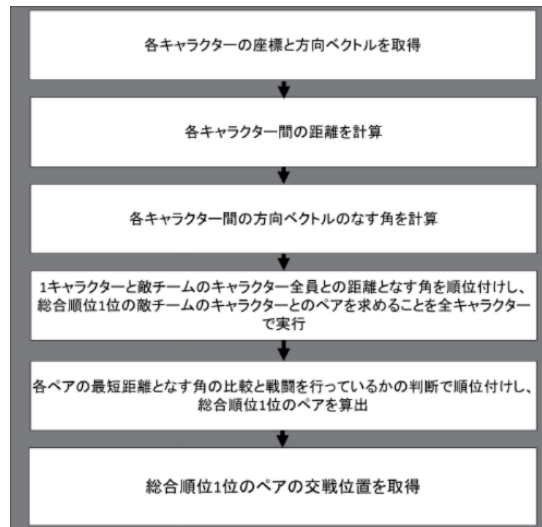 各キャラクターの座標と方向ベクトルを取得
各キャラクター間の距離を計算
各キャラクター間の方向ベクトルのなす角を計算
1キャラクターと敵チームのキャラクター全員との距離となす角を順位付けし、
総合順位1位の敵チームのキャラクターとのペアを求めることを全キャラクター
で実行
各ペアの最短距離となす角の比較と戦闘を行っているかの判断で順位付けし、
総合順位1位のペアを算出
総合順位1位のペアの交戦位置を取得